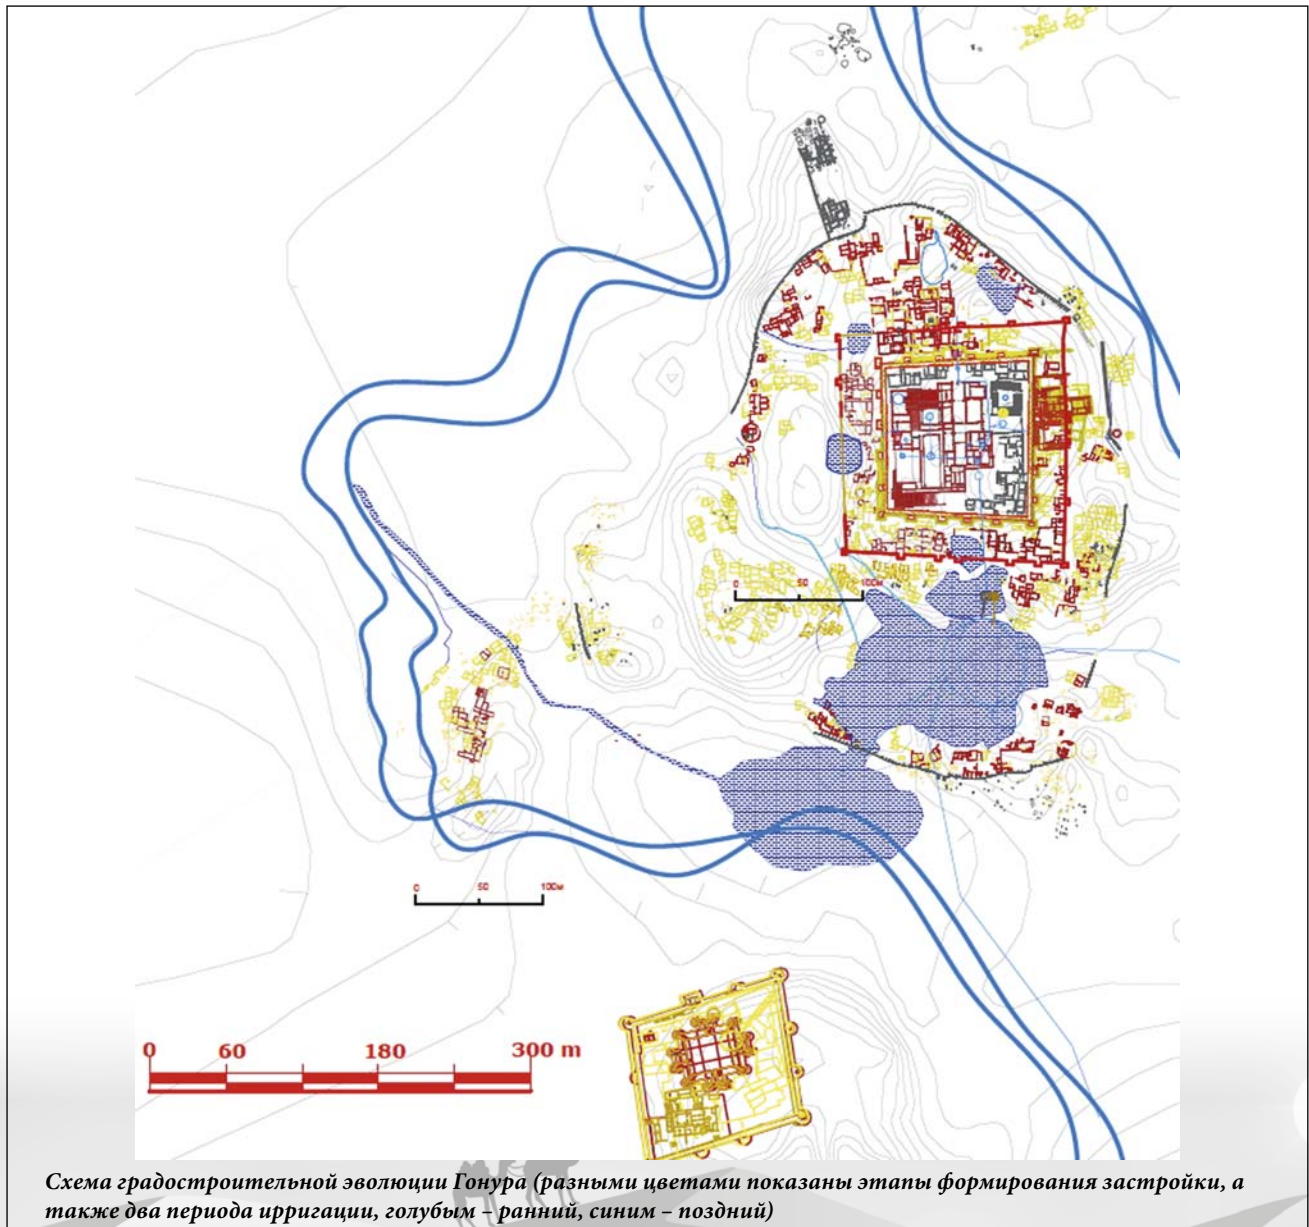 0 50 100м
0 50 100м
0 60 180 300 m
Схема градостроительной эволюции Гонура (разными цветами показаны этапы формирования застройки, а
также два периода ирригации, голубым – ранний, синим – поздний)